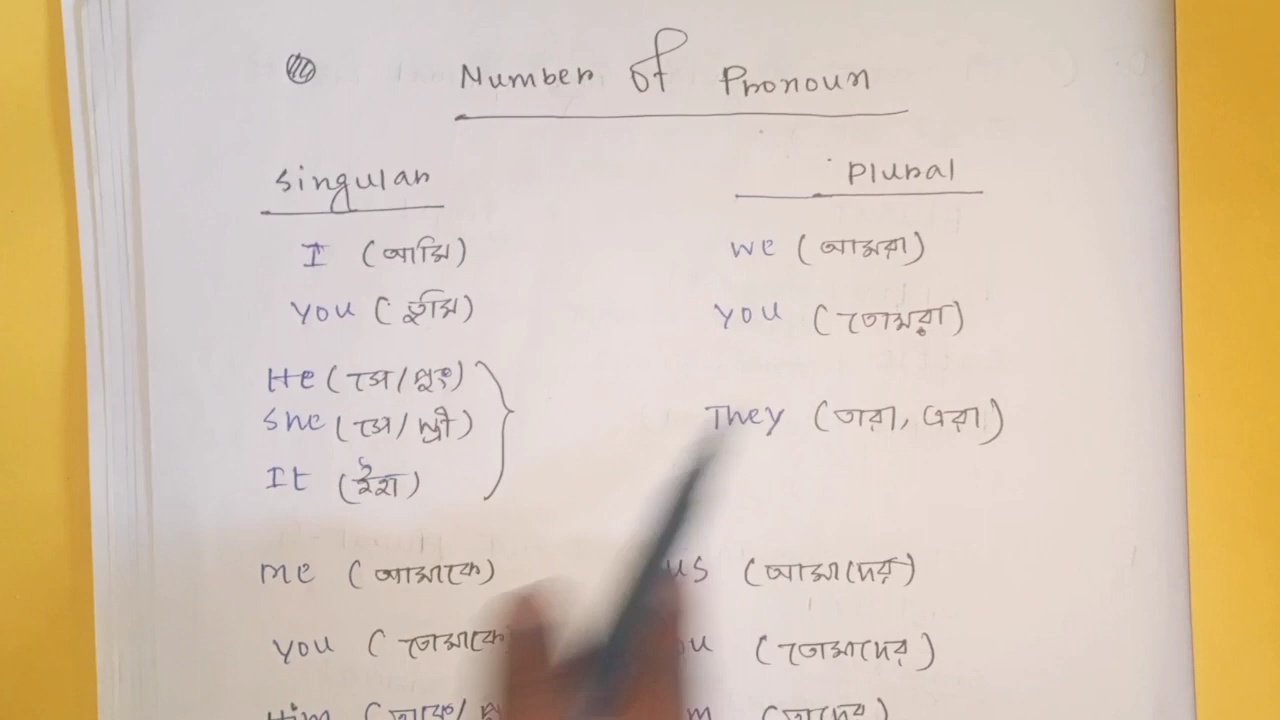 Number of Pronoun
Singular Plural
I (আমি) We (আমরা)
You (তুমি) You (তোমরা)
He (সে/পুং)
She (সে/স্ত্রী) They (তারা, এরা)
It (ইহা)
me (আমাকে) us (আমাদের)
You (তোমাকে (তোমাদের)
Him (তাকে/ (তাদের)